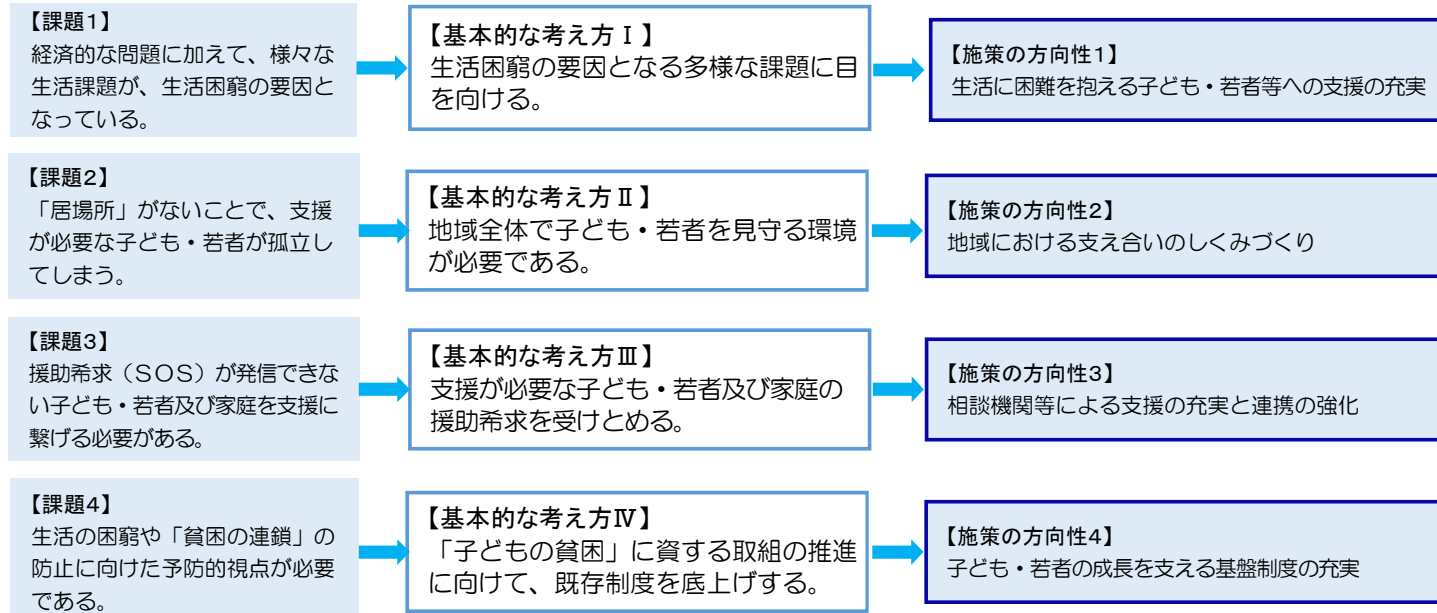 【課題1】
経済的な問題に加えて、様々な
生活課題が、生活困窮の要因と
なっている。
【基本的な考え方Ⅰ】
生活困窮の要因となる多様な課題に目
を向ける。
【施策の方向性1】
生活に困難を抱える子ども・若者等への支援の充実
【課題2】
「居場所」がないことで、支援
が必要な子ども・若者が孤立し
てしまう。
【基本的な考え方Ⅱ】
地域全体で子ども・若者を見守る環境
が必要である。
【施策の方向性2】
地域における支え合いのしくみづくり
【課題3】
援助希求（SOS）が発信できな
い子ども・若者及び家庭を支援に
繋げる必要がある。
【基本的な考え方Ⅲ】
支援が必要な子ども・若者及び家庭の
援助希求を受けとめる。
【施策の方向性3】
相談機関等による支援の充実と連携の強化
【課題4】
生活の困窮や「貧困の連鎖」の
防止に向けた予防的視点が必要
である。
【基本的な考え方Ⅳ】
「子どもの貧困」に資する取組の推進
に向けて、既存制度を底上げする。
【施策の方向性4】
子ども・若者の成長を支える基盤制度の充実